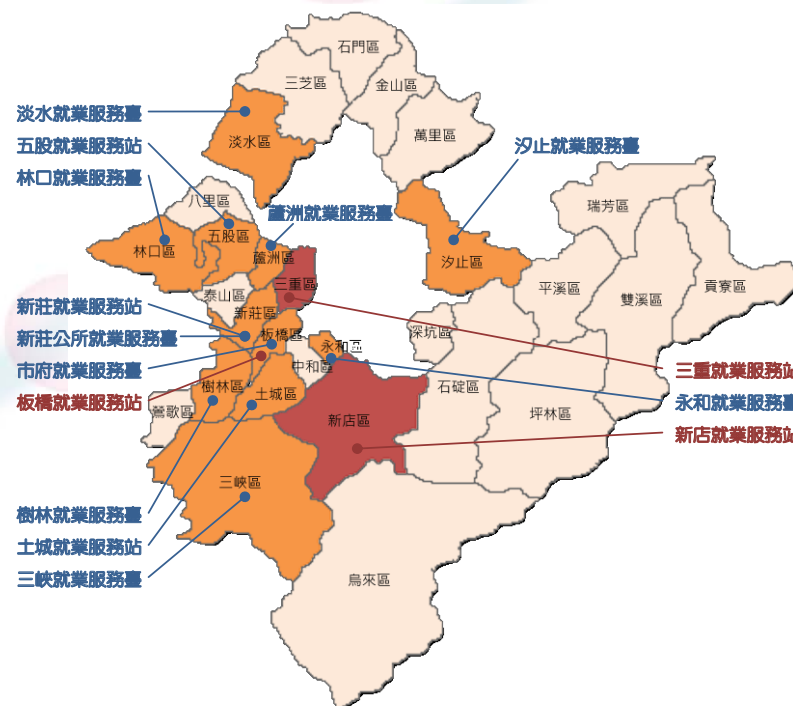 石門區
三芝區
金山區
萬里區
淡水就業服務臺
五股就業服務站
林口就業服務臺
淡水區
汐止就業服務臺
八里區
蘆洲就業服務臺
瑞芳區
五股區
林口區
蘆洲區
汐止區
三重區
泰山區
平溪區
貢寮區
雙溪區
新莊就業服務站
新莊區
新莊公所就業服務臺
板橋區
深坑區
永和區
市府就業服務臺
中和區
三重就業服務站
板橋就業服務站
樹林區
土城區
石碇區
永和就業服務臺
鶯歌區
新店區
坪林區
新店就業服務站
三峽區
樹林就業服務臺
土城就業服務站
三峽就業服務臺
烏來區